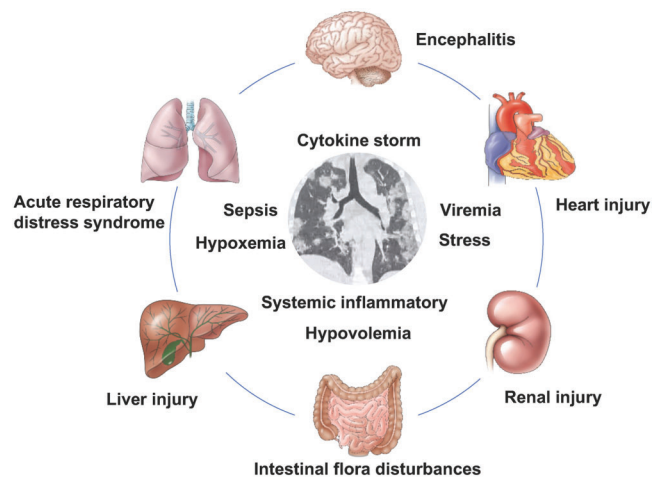 Encephalitis
Cytokine storm
Acute respiratory
distress syndrome
Sepsis
Viremia
Heart injury
Hypoxemia
Stress
Systemic inflammatory
Hypovolemia
Liver injury
Renal injury
Intestinal flora disturbances